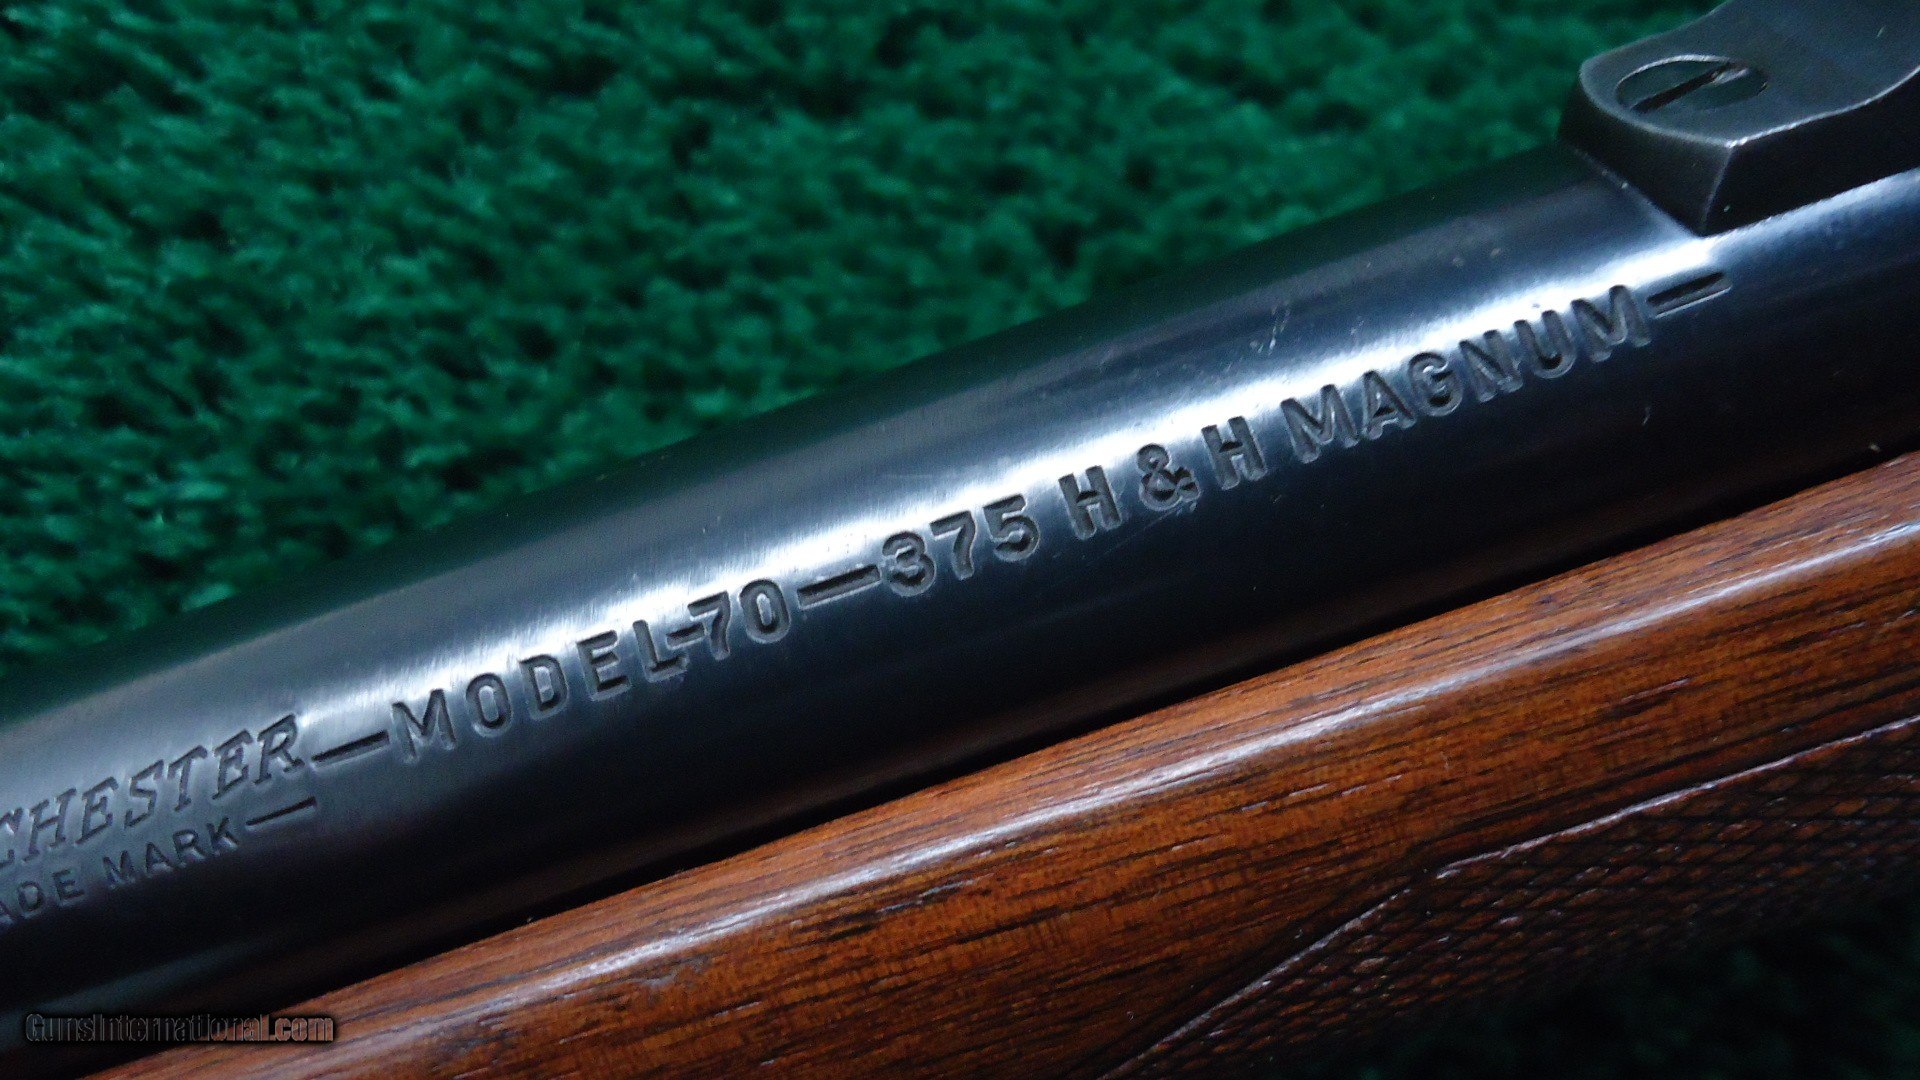 CHESTER—MODEL-70—375 H & H MAGNUM—
ADE MARK—
GunsInternational.com